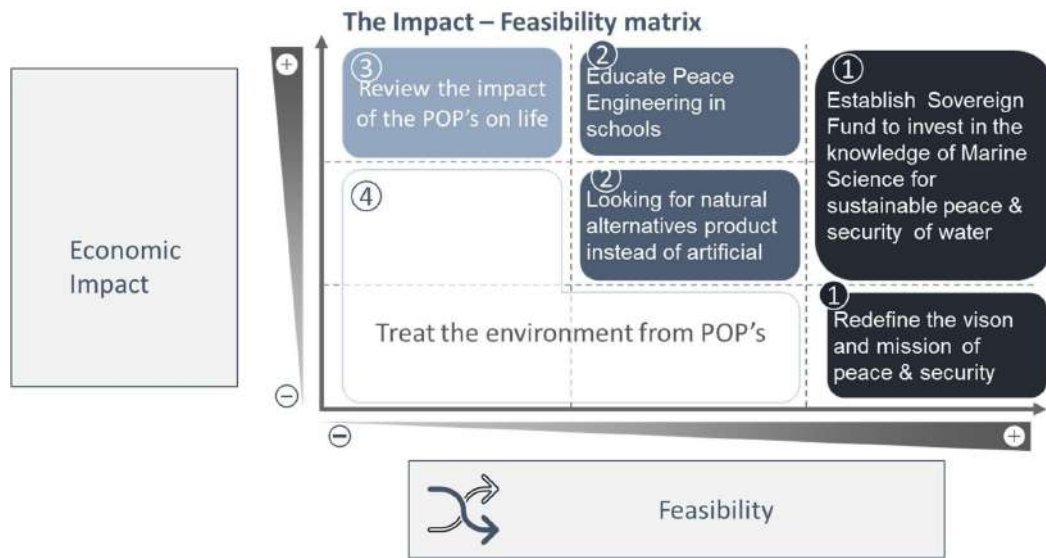 The Impact – Feasibility matrix
+
③
Review the impact
of the POP's on life
②
Educate Peace
Engineering in
schools
①
Establish Sovereign
Fund to invest in the
knowledge of Marine
Science for
sustainable peace &
security of water
④
②
Looking for natural
alternatives product
instead of artificial
Economic
Impact
Treat the environment from POP's
①
Redefine the vison
and mission of
peace & security
−
−
+
Feasibility